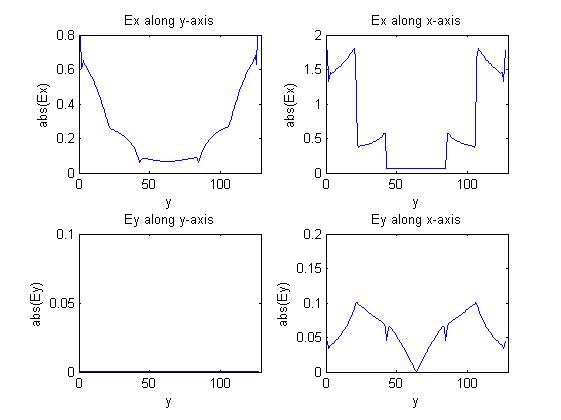 Ex along y-axis
0.8
0.6
0.4
0.2
0
abs(Ex)
0 50 100
y
Ex along x-axis
2
1.5
1
0.5
0
abs(Ex)
0 50 100
y
Ey along y-axis
0.1
0.05
0
abs(Ey)
0 50 100
y
Ey along x-axis
0.2
0.15
0.1
0.05
0
abs(Ey)
0 50 100
y